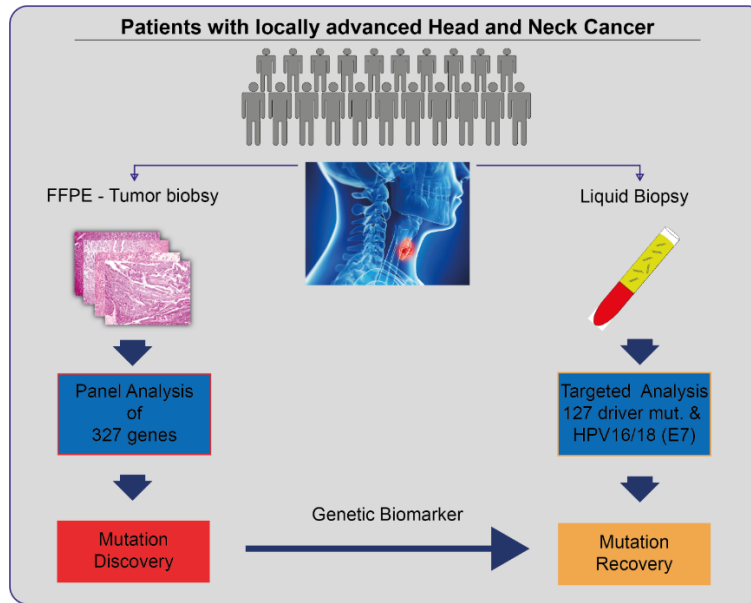 Patients with locally advanced Head and Neck Cancer
FFPE - Tumor biobsy
Liquid Biopsy
Panel Analysis
of
327 genes
Targeted Analysis
127 driver mut. &
HPV16/18 (E7)
Genetic Biomarker
Mutation
Discovery
Mutation
Recovery